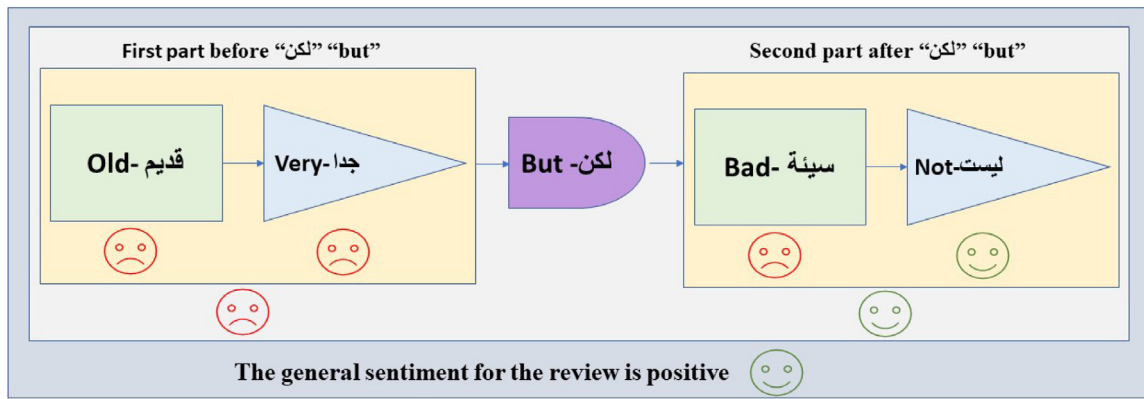 First part before “لكن” “but”
Second part after “لكن” “but”
Old- قديم
Very-جدا
But -لكن
Bad- سيئة
Not-ليست
The general sentiment for the review is positive